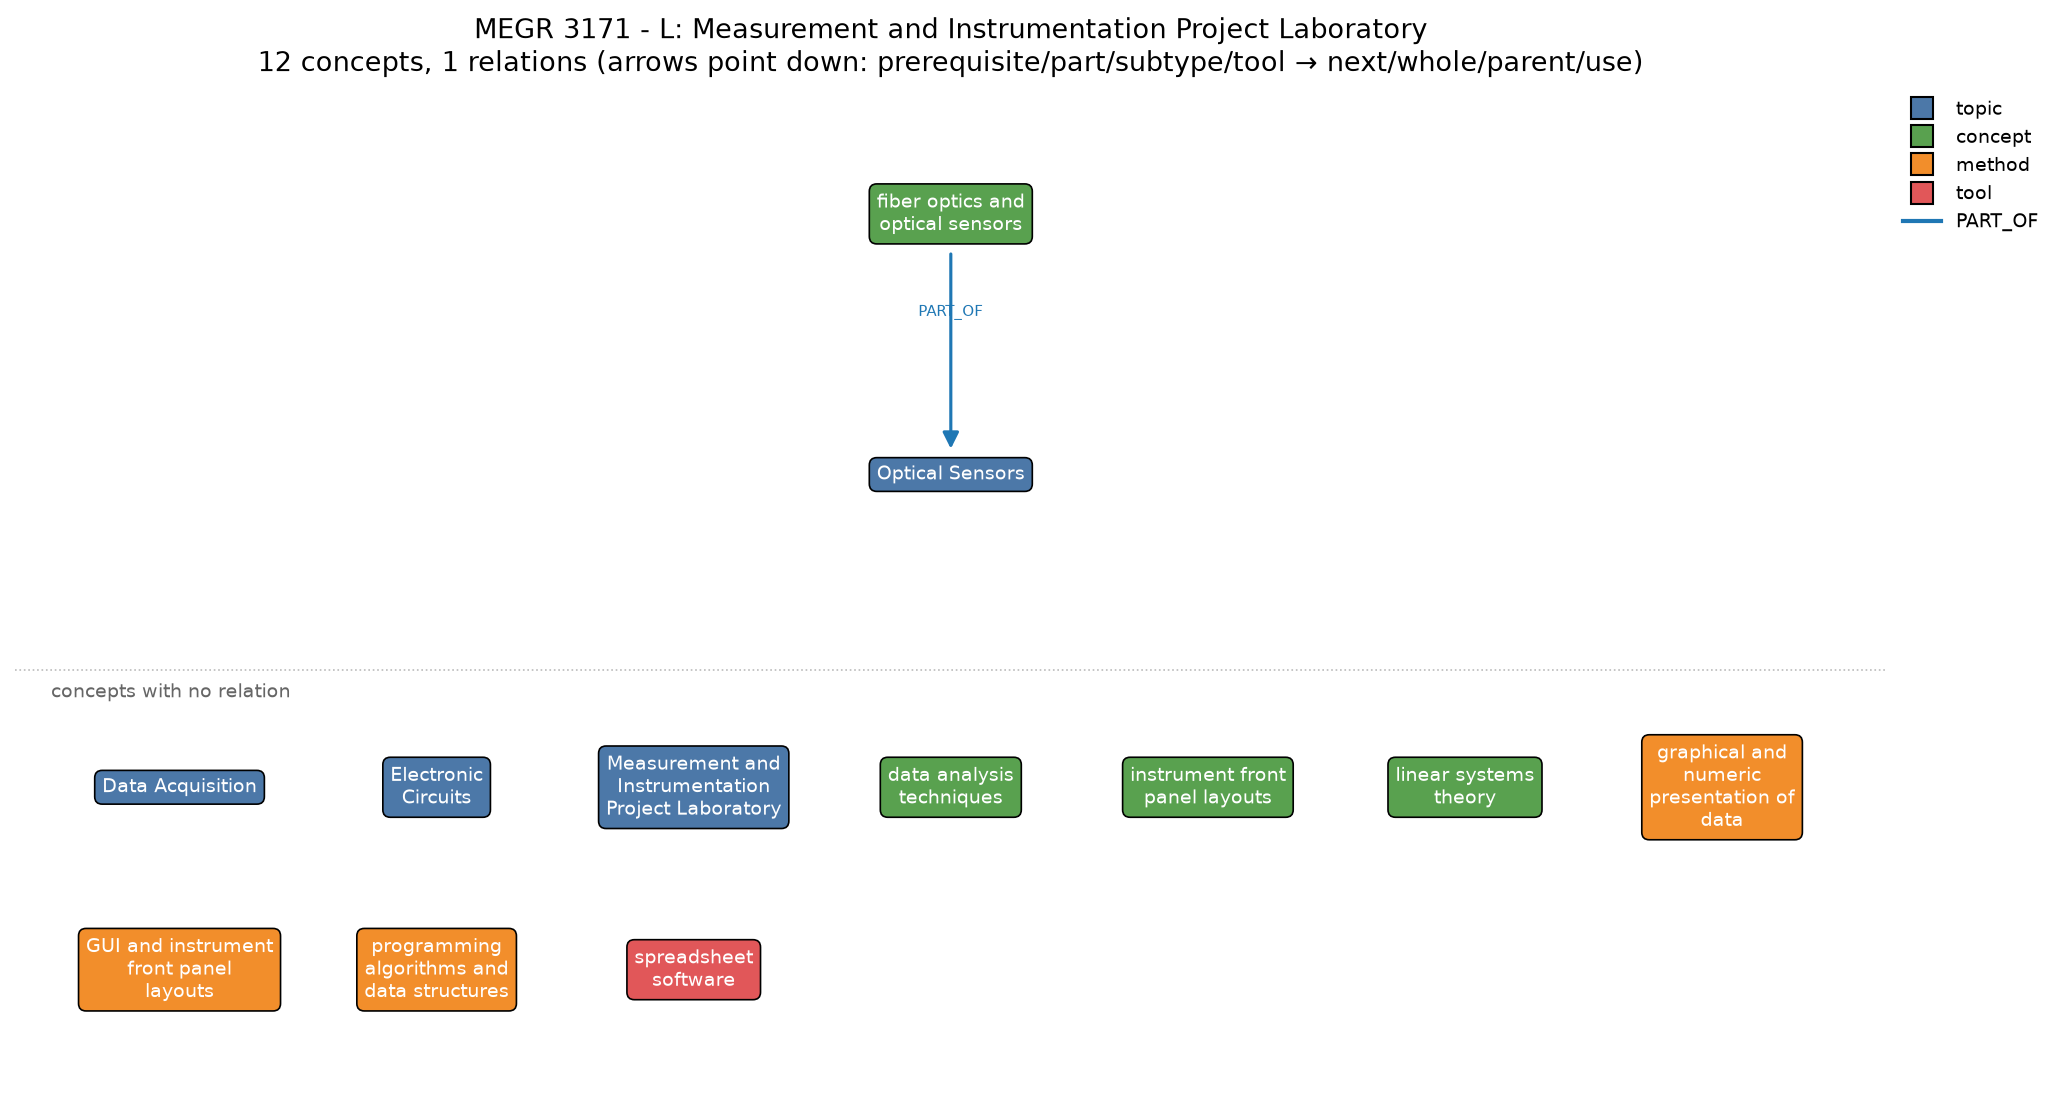 MEGR 3171 - L: Measurement and Instrumentation Project Laboratory
12 concepts, 1 relations (arrows point down: prerequisite/part/subtype/tool → next/whole/parent/use)
topic
concept
method
tool
PART_OF
fiber optics and
optical sensors
PART_OF
Optical Sensors
concepts with no relation
Data Acquisition
Electronic
Circuits
Measurement and
Instrumentation
Project Laboratory
data analysis
techniques
instrument front
panel layouts
linear systems
theory
graphical and
numeric
presentation of
data
GUI and instrument
front panel
layouts
programming
algorithms and
data structures
spreadsheet
software